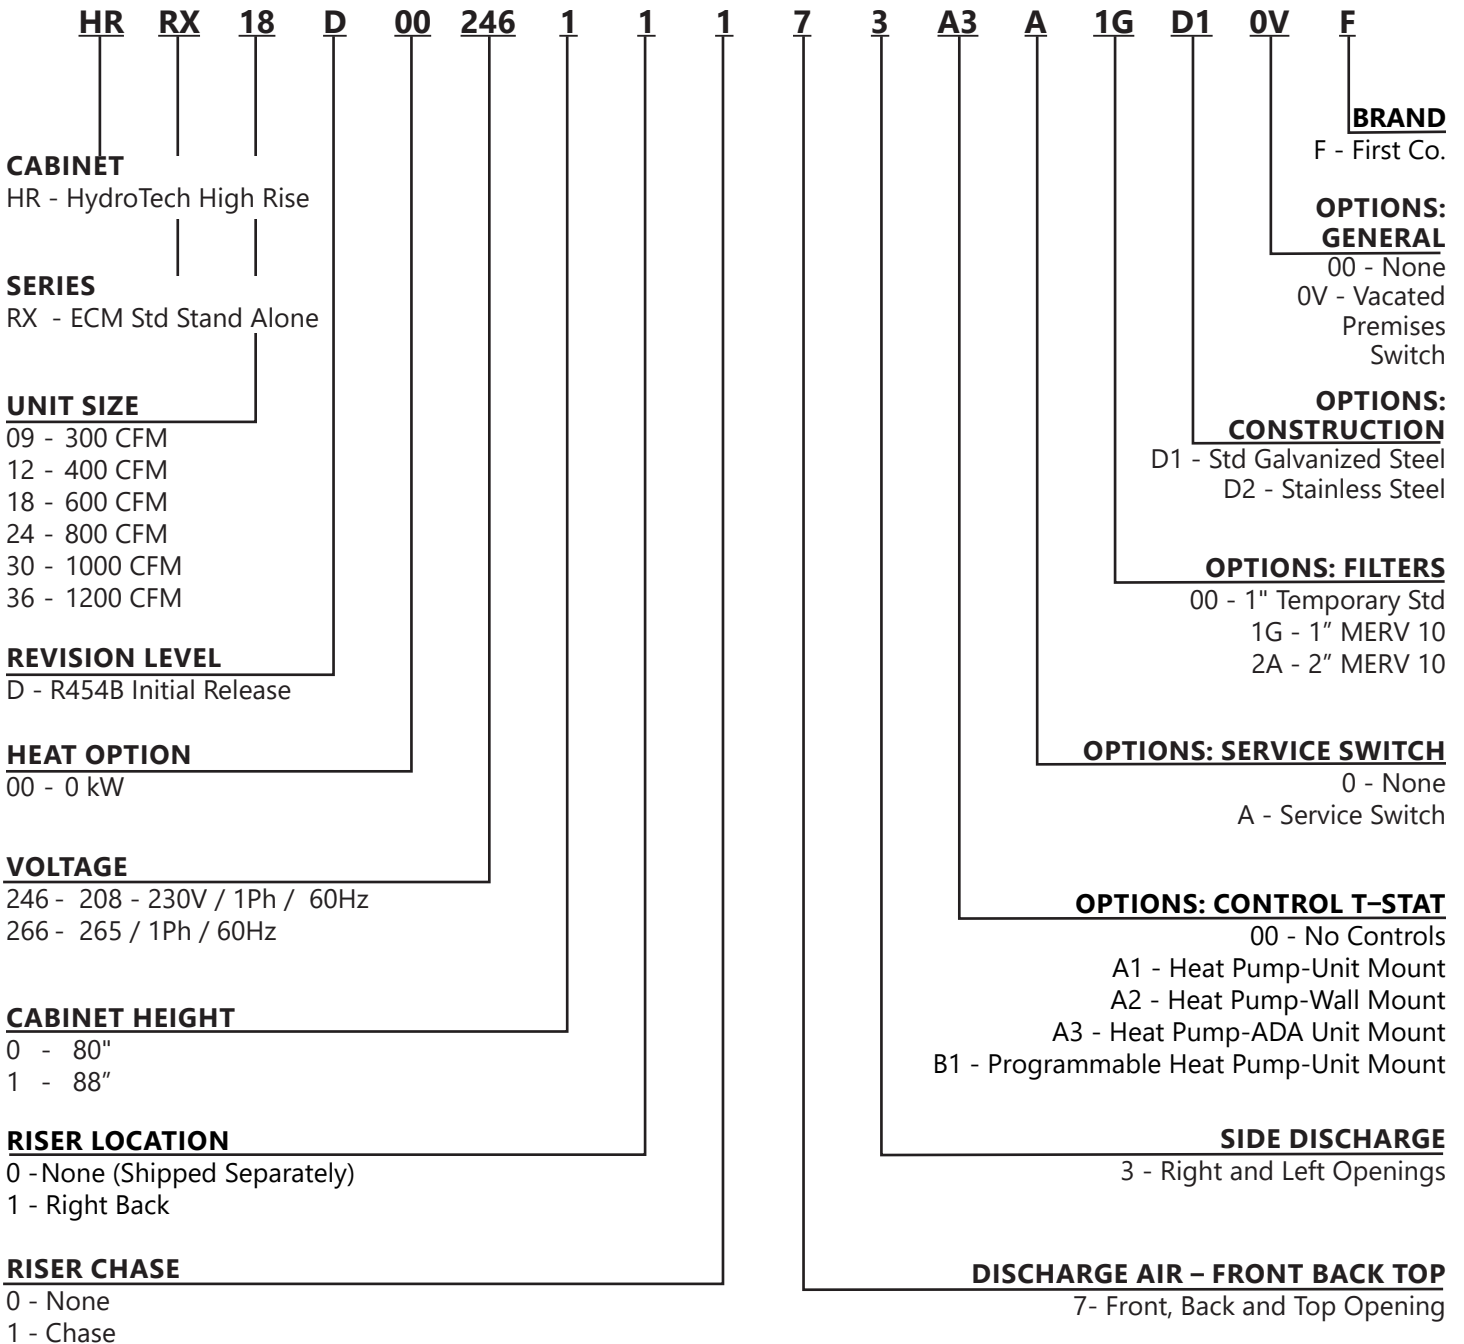 HR RX 18 D 00 246 1 1 1 7 3 A3 A 1G D1 0V F
CABINET
HR - HydroTech High Rise
SERIES
RX - ECM Std Stand Alone
UNIT SIZE
09 - 300 CFM
12 - 400 CFM
18 - 600 CFM
24 - 800 CFM
30 - 1000 CFM
36 - 1200 CFM
REVISION LEVEL
D - R454B Initial Release
HEAT OPTION
00 - 0 kW
VOLTAGE
246 - 208 - 230V / 1Ph / 60Hz
266 - 265 / 1Ph / 60Hz
CABINET HEIGHT
0 - 80"
1 - 88”
RISER LOCATION
0 - None (Shipped Separately)
1 - Right Back
RISER CHASE
0 - None
1 - Chase
BRAND
F - First Co.
OPTIONS:
GENERAL
00 - None
0V - Vacated
Premises
Switch
OPTIONS:
CONSTRUCTION
D1 - Std Galvanized Steel
D2 - Stainless Steel
OPTIONS: FILTERS
00 - 1" Temporary Std
1G - 1” MERV 10
2A - 2” MERV 10
OPTIONS: SERVICE SWITCH
0 - None
A - Service Switch
OPTIONS: CONTROL T–STAT
00 - No Controls
A1 - Heat Pump-Unit Mount
A2 - Heat Pump-Wall Mount
A3 - Heat Pump-ADA Unit Mount
B1 - Programmable Heat Pump-Unit Mount
SIDE DISCHARGE
3 - Right and Left Openings
DISCHARGE AIR – FRONT BACK TOP
7- Front, Back and Top Opening